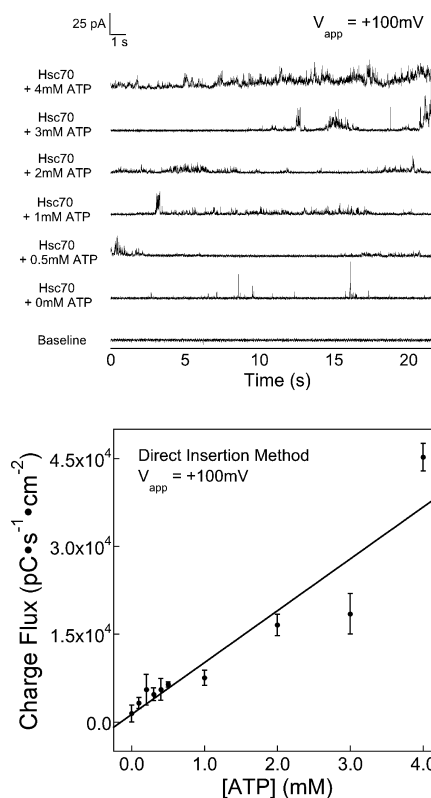 25 pA
1 s
V_app = +100mV
Hsc70
+ 4mM ATP
Hsc70
+ 3mM ATP
Hsc70
+ 2mM ATP
Hsc70
+ 1mM ATP
Hsc70
+ 0.5mM ATP
Hsc70
+ 0mM ATP
Baseline
0 5 10 15 20
Time (s)
Direct Insertion Method
V_app = +100mV
Charge Flux (pC•s⁻¹•cm⁻²)
4.5x10⁴
3.0x10⁴
1.5x10⁴
0.0
0.0 1.0 2.0 3.0 4.0
[ATP] (mM)